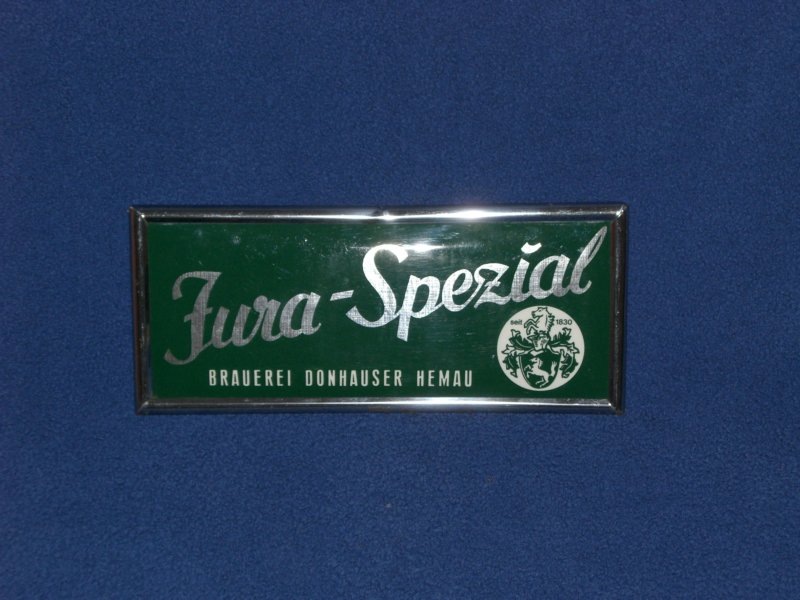 Jura-Spezial
seit 1830
BRAUEREI DONHAUSER HEMAU